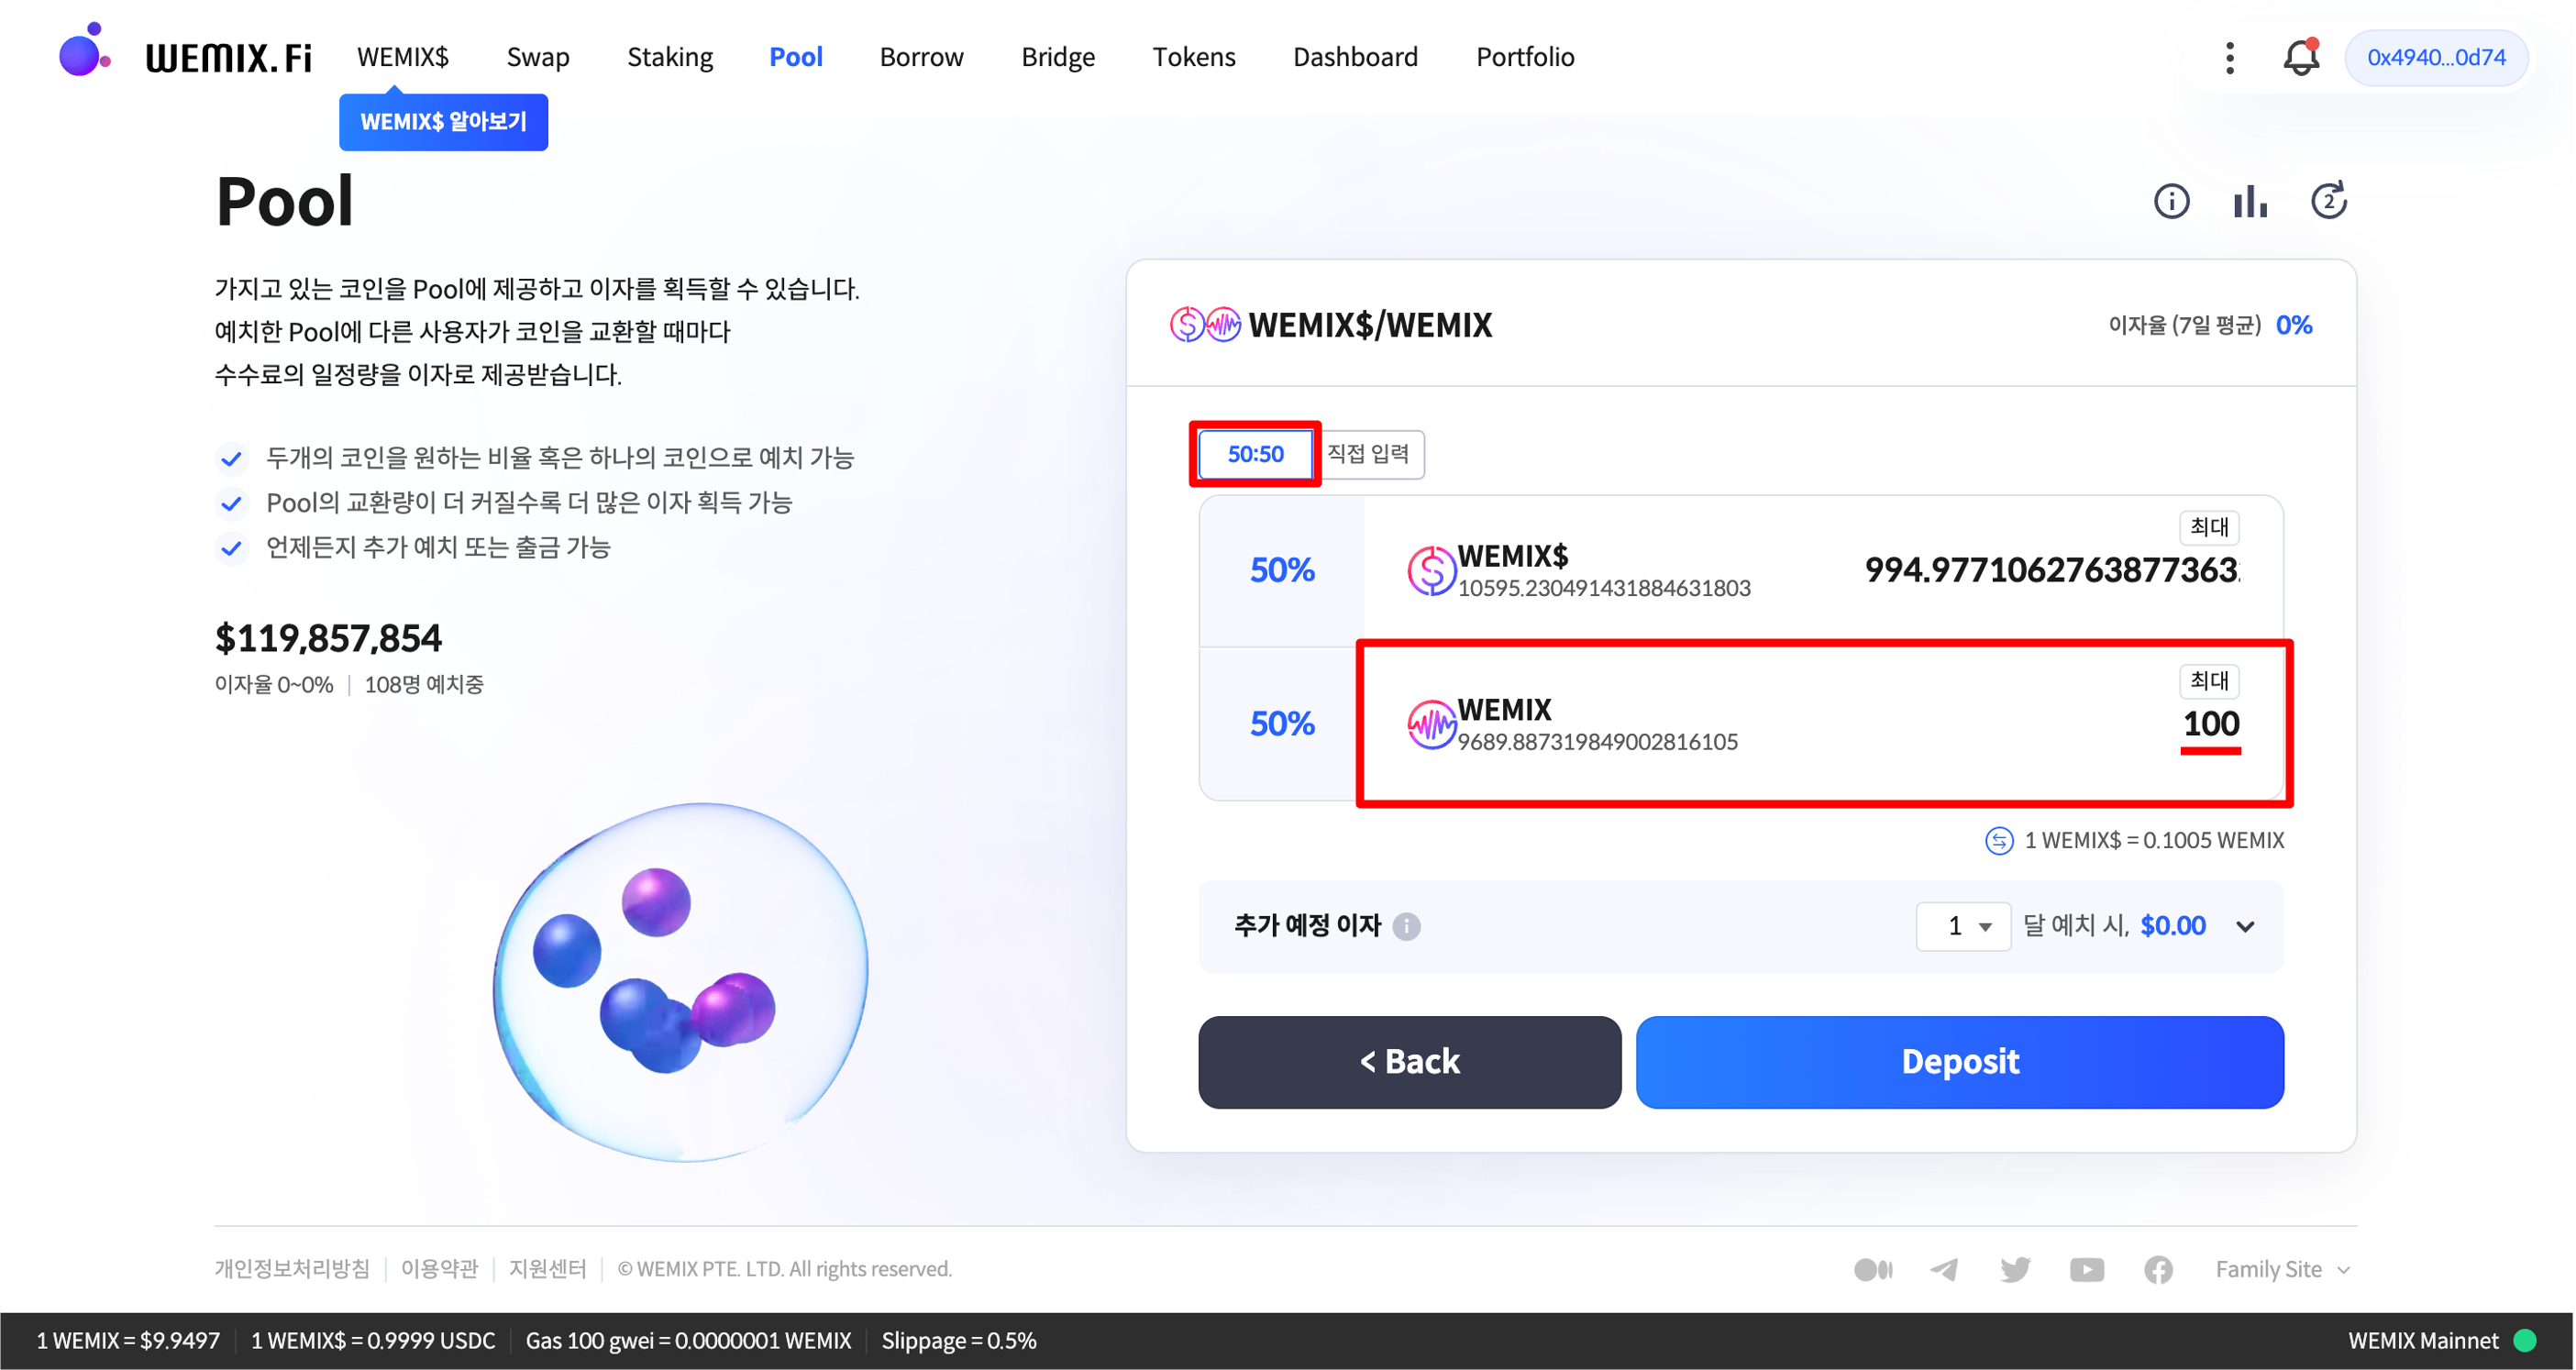 WEMIX.Fi WEMIX$ Swap Staking Pool Borrow Bridge Tokens Dashboard Portfolio 0x4940...0d74
WEMIX$ 알아보기
Pool
2
가지고 있는 코인을 Pool에 제공하고 이자를 획득할 수 있습니다.
예치한 Pool에 다른 사용자가 코인을 교환할 때마다
수수료의 일정량을 이자로 제공받습니다.
두개의 코인을 원하는 비율 혹은 하나의 코인으로 예치 가능
Pool의 교환량이 더 커질수록 더 많은 이자 획득 가능
언제든지 추가 예치 또는 출금 가능
$119,857,854
이자율 0~0% 108명 예치중
WEMIX$/WEMIX 이자율 (7일 평균) 0%
50:50 직접 입력
최대
50% WEMIX$ 994.9771062763877363
10595.230491431884631803
최대
50% WEMIX 100
9689.887319849002816105
1 WEMIX$ = 0.1005 WEMIX
추가 예정 이자 1 달 예치 시, $0.00
< Back Deposit
개인정보처리방침 이용약관 지원센터 © WEMIX PTE. LTD. All rights reserved. Family Site
1 WEMIX = $9.9497 1 WEMIX$ = 0.9999 USDC Gas 100 gwei = 0.0000001 WEMIX Slippage = 0.5% WEMIX Mainnet